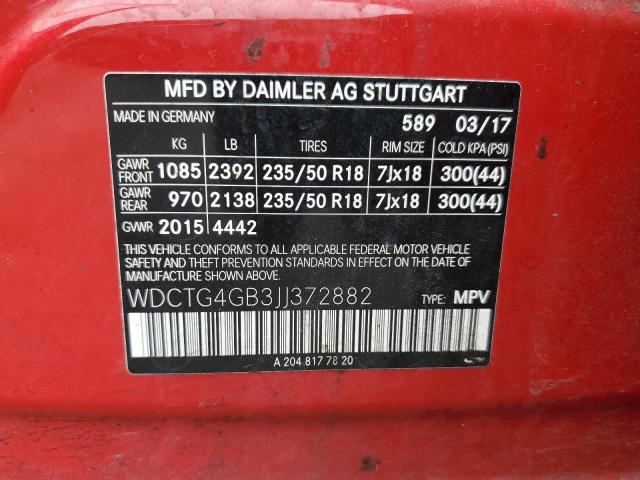 MFD BY DAIMLER AG STUTTGART
MADE IN GERMANY 589 03/17
KG LB TIRES RIM SIZE COLD KPA(PSI)
GAWR FRONT 1085 2392 235/50 R18 7Jx18 300(44)
GAWR REAR 970 2138 235/50 R18 7Jx18 300(44)
GVWR 2015 4442
THIS VEHICLE CONFORMS TO ALL APPLICABLE FEDERAL MOTOR VEHICLE
SAFETY AND THEFT PREVENTION STANDARDS IN EFFECT ON THE DATE
OF MANUFACTURE SHOWN ABOVE.
WDCTG4GB3JJ372882 TYPE: MPV
A 204 817 78 20